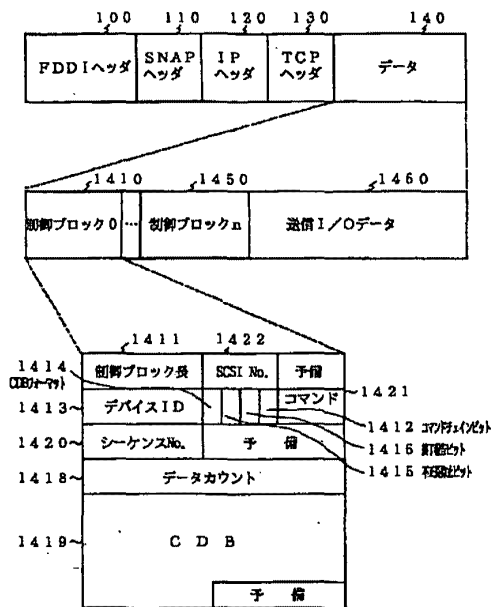 100 110 120 130 140
FDDIヘッダ
SNAP
ヘッダ
IP
ヘッダ
TCP
ヘッダ
データ
1410 1450 1460
制御ブロック0
…
制御ブロックn
送信I/Oデータ
1411 1422
1414
CDBフォーマット
制御ブロック長
SCSI No.
予備
1421
1413
デバイスID
コマンド
1412 コマンドチェインビット
1416
1420
シーケンスNo.
予 備
1415
1418
データカウント
1419
C D B
予 備